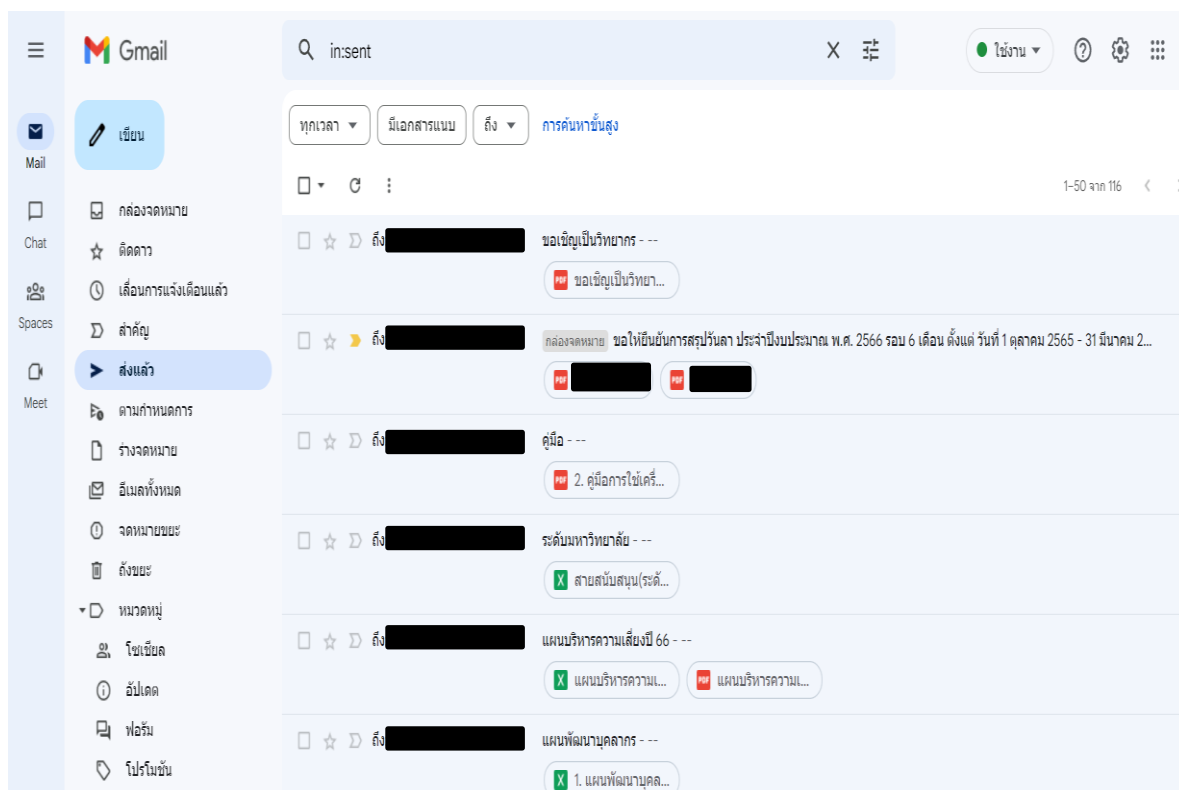 Gmail
in:sent
ใช้งาน
Mail
Chat
Spaces
Meet
เขียน
กล่องจดหมาย
ติดดาว
เลื่อนการแจ้งเตือนแล้ว
สำคัญ
ส่งแล้ว
ตามกำหนดการ
ร่างจดหมาย
อีเมลทั้งหมด
จดหมายขยะ
ถังขยะ
หมวดหมู่
โซเชียล
อัปเดต
ฟอรัม
โปรโมชัน
ทุกเวลา มีเอกสารแนบ ถึง การค้นหาขั้นสูง
1-50 จาก 116
ถึง ขอเชิญเป็นวิทยากร - --
PDF ขอเชิญเป็นวิทยา...
ถึง กล่องจดหมาย ขอให้ยืนยันการสรุปวันลา ประจำปีงบประมาณ พ.ศ. 2566 รอบ 6 เดือน ตั้งแต่ วันที่ 1 ตุลาคม 2565 - 31 มีนาคม 2...
PDF PDF
ถึง คู่มือ - --
PDF 2. คู่มือการใช้เครื่...
ถึง ระดับมหาวิทยาลัย - --
X สายสนับสนุน(ระดั...
ถึง แผนบริหารความเสี่ยงปี 66 - --
X แผนบริหารความเ... PDF แผนบริหารความเ...
ถึง แผนพัฒนาบุคลากร - --
X 1. แผนพัฒนาบุคล...